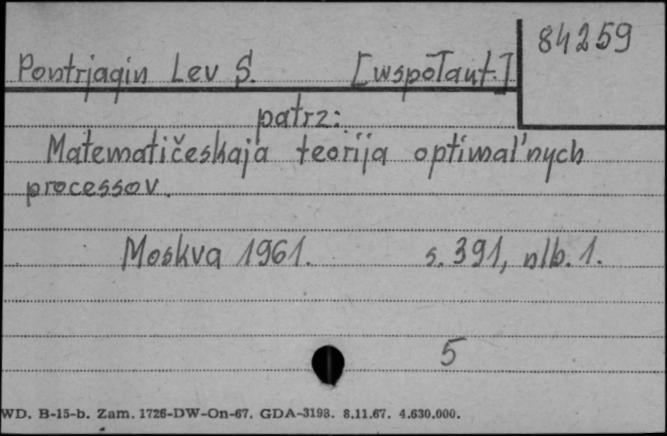 84259
Pontrjagin Lev S. [współaut.]
patrz:
Matematičeskaja teorija optimal'nych
processov.
Moskva 1961. s. 391, nlb. 1.
5
WD. B-15-b. Zam. 1726-DW-On-67. GDA-3198. 8.11.67. 4.630.000.